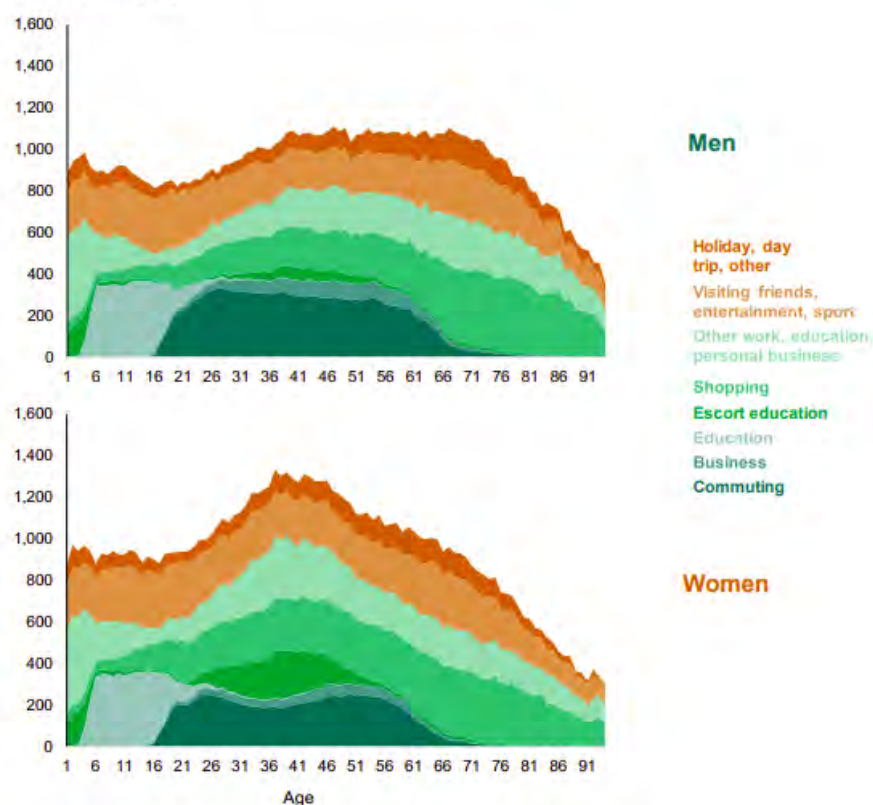 1,600
1,400
1,200
1,000
800
600
400
200
0
1 6 11 16 21 26 31 36 41 46 51 56 61 66 71 76 81 86 91
Men
Holiday, day
trip, other
Visiting friends,
entertainment, sport
Other work, education
personal business
Shopping
Escort education
Education
Business
Commuting
1,600
1,400
1,200
1,000
800
600
400
200
0
1 6 11 16 21 26 31 36 41 46 51 56 61 66 71 76 81 86 91
Age
Women